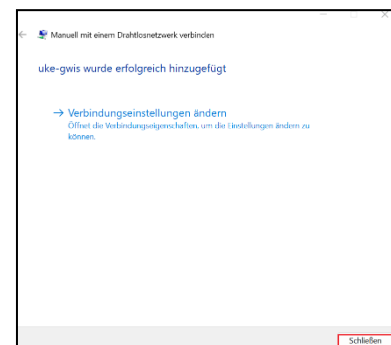 Manuell mit einem Drahtlosnetzwerk verbinden
uke-gwis wurde erfolgreich hinzugefügt
→ Verbindungseinstellungen ändern
Öffnet die Verbindungseigenschaften, um die Einstellungen ändern zu
können.
Schließen